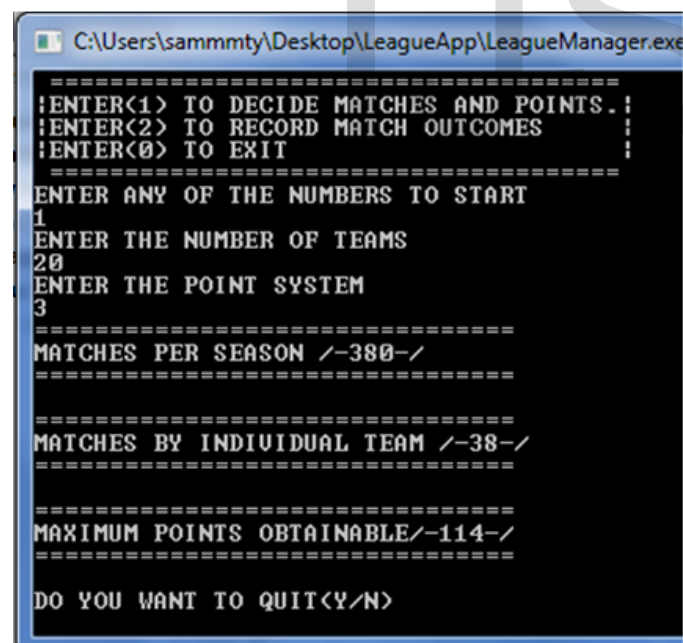 C:\Users\sammmty\Desktop\LeagueApp\LeagueManager.exe
=======================================
¦ENTER(1) TO DECIDE MATCHES AND POINTS.¦
¦ENTER(2) TO RECORD MATCH OUTCOMES      ¦
¦ENTER(0) TO EXIT                       ¦
=======================================
ENTER ANY OF THE NUMBERS TO START
1
ENTER THE NUMBER OF TEAMS
20
ENTER THE POINT SYSTEM
3
================================
MATCHES PER SEASON /-380-/
================================
================================
MATCHES BY INDIVIDUAL TEAM /-38-/
================================
================================
MAXIMUM POINTS OBTAINABLE/-114-/
================================
DO YOU WANT TO QUIT(Y/N)